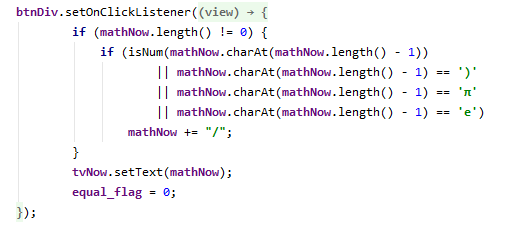 btnDiv.setOnClickListener((view) → {
        if (mathNow.length() != 0) {
            if (isNum(mathNow.charAt(mathNow.length() - 1))
                    || mathNow.charAt(mathNow.length() - 1) == ')'
                    || mathNow.charAt(mathNow.length() - 1) == 'π'
                    || mathNow.charAt(mathNow.length() - 1) == 'e')
                mathNow += "/";
        }
        tvNow.setText(mathNow);
        equal_flag = 0;
});